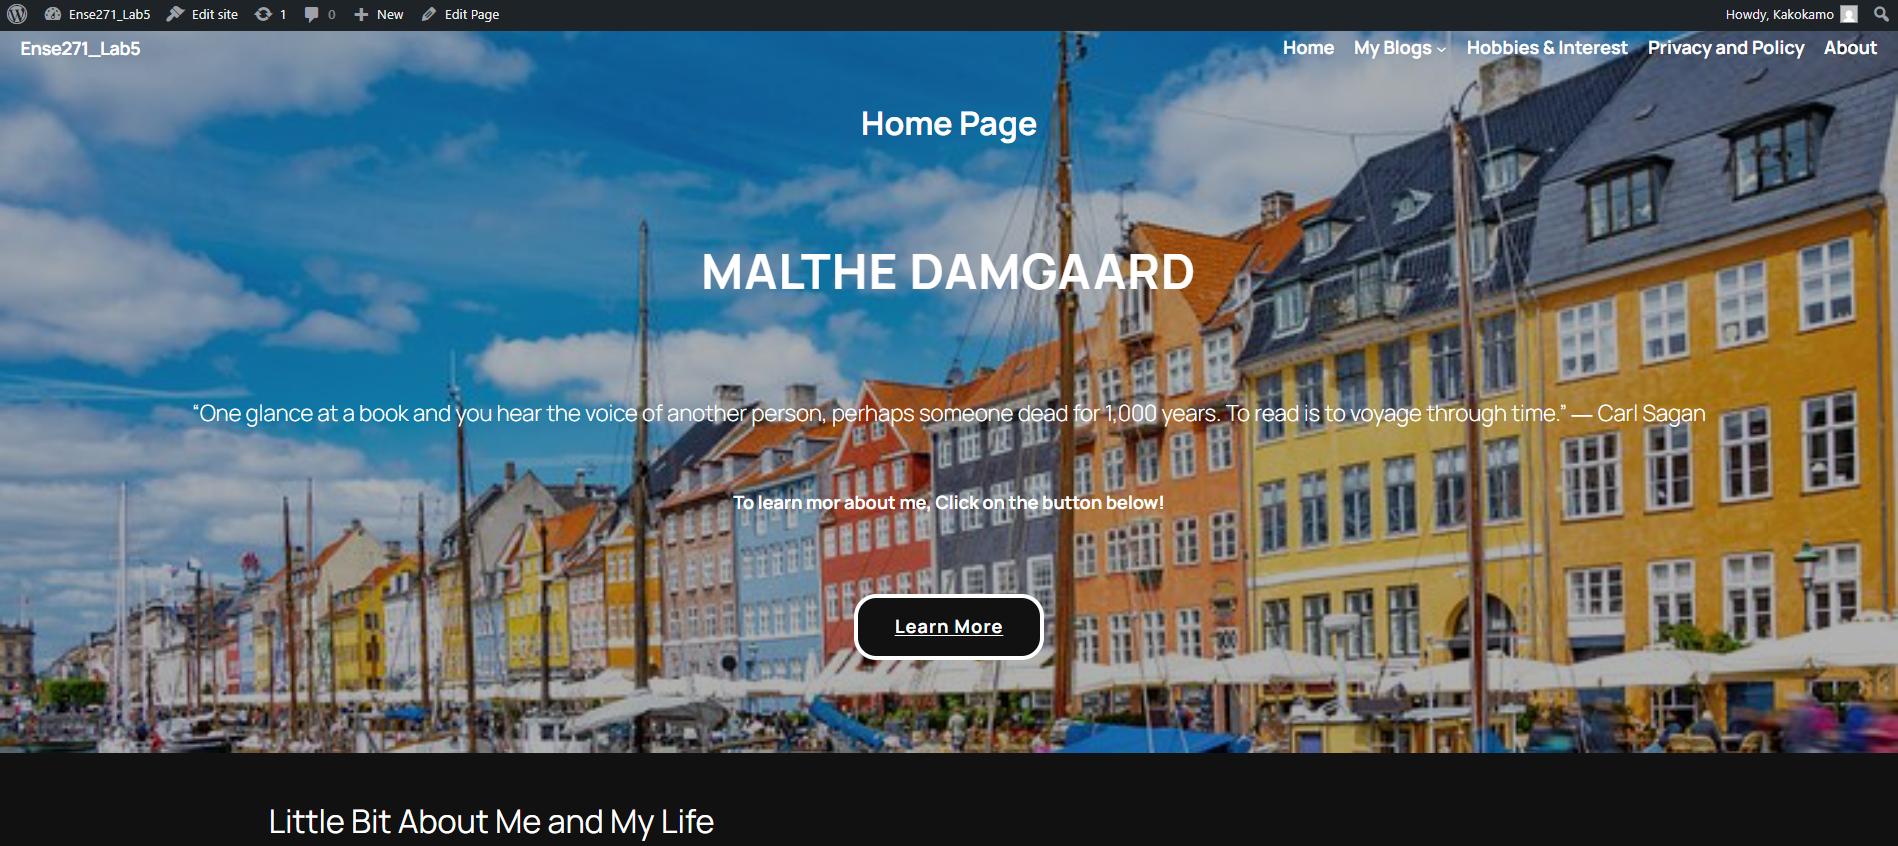 Ense271_Lab5 Edit site 1 0 New Edit Page Howdy, Kakokamo
Ense271_Lab5 Home My Blogs Hobbies & Interest Privacy and Policy About
Home Page
MALTHE DAMGAARD
“One glance at a book and you hear the voice of another person, perhaps someone dead for 1,000 years. To read is to voyage through time.” — Carl Sagan
To learn mor about me, Click on the button below!
Learn More
Little Bit About Me and My Life